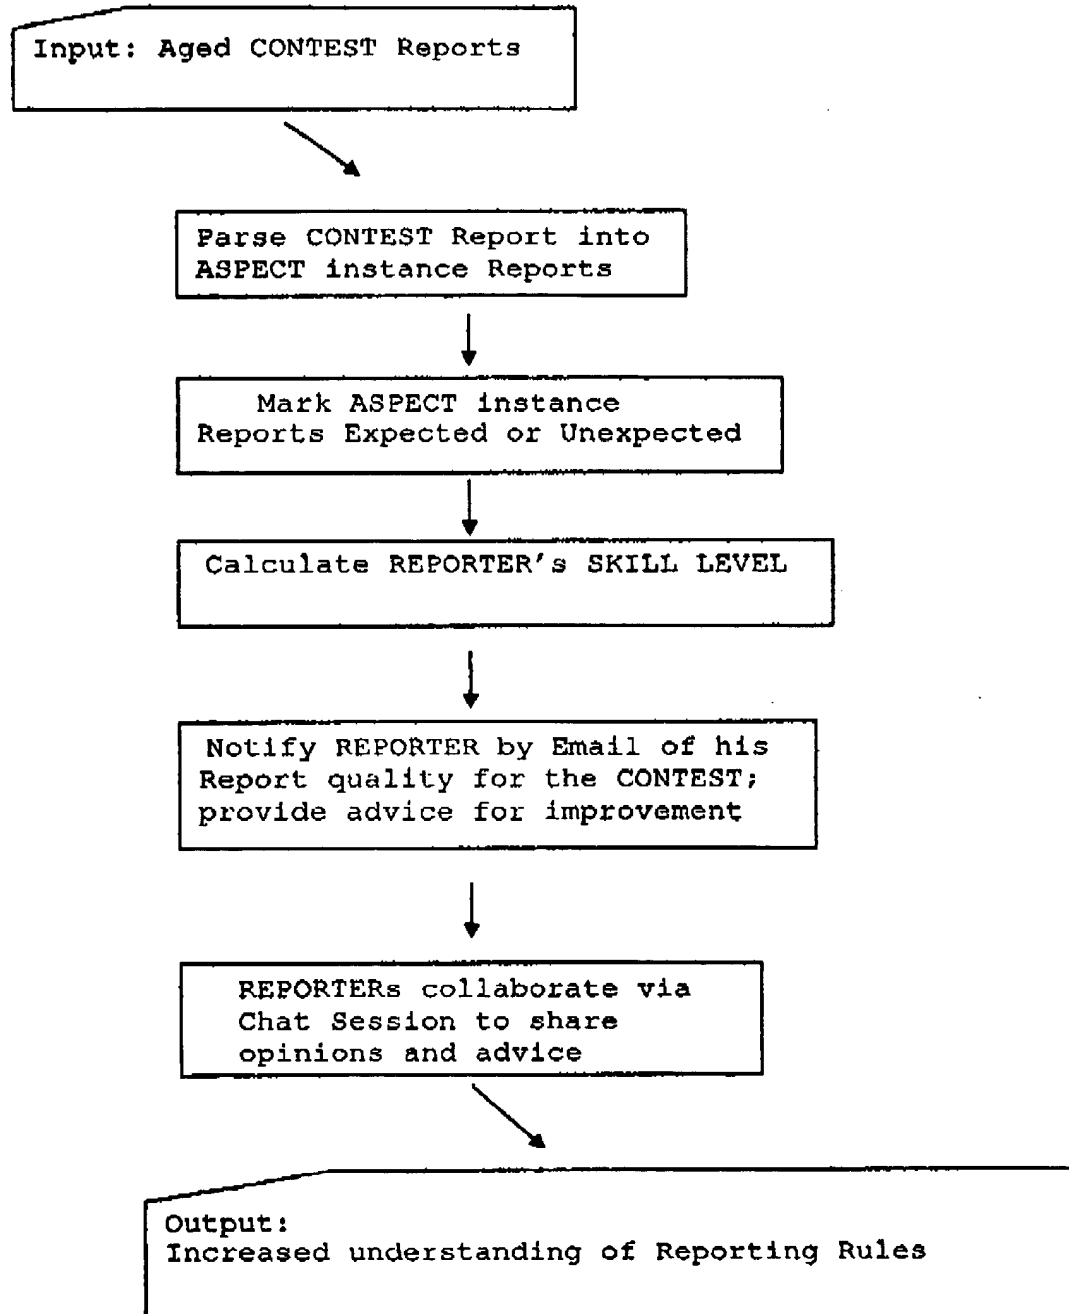 Input: Aged CONTEST Reports
Parse CONTEST Report into
ASPECT instance Reports
Mark ASPECT instance
Reports Expected or Unexpected
Calculate REPORTER's SKILL LEVEL
Notify REPORTER by Email of his
Report quality for the CONTEST;
provide advice for improvement
REPORTERs collaborate via
Chat Session to share
opinions and advice
Output:
Increased understanding of Reporting Rules